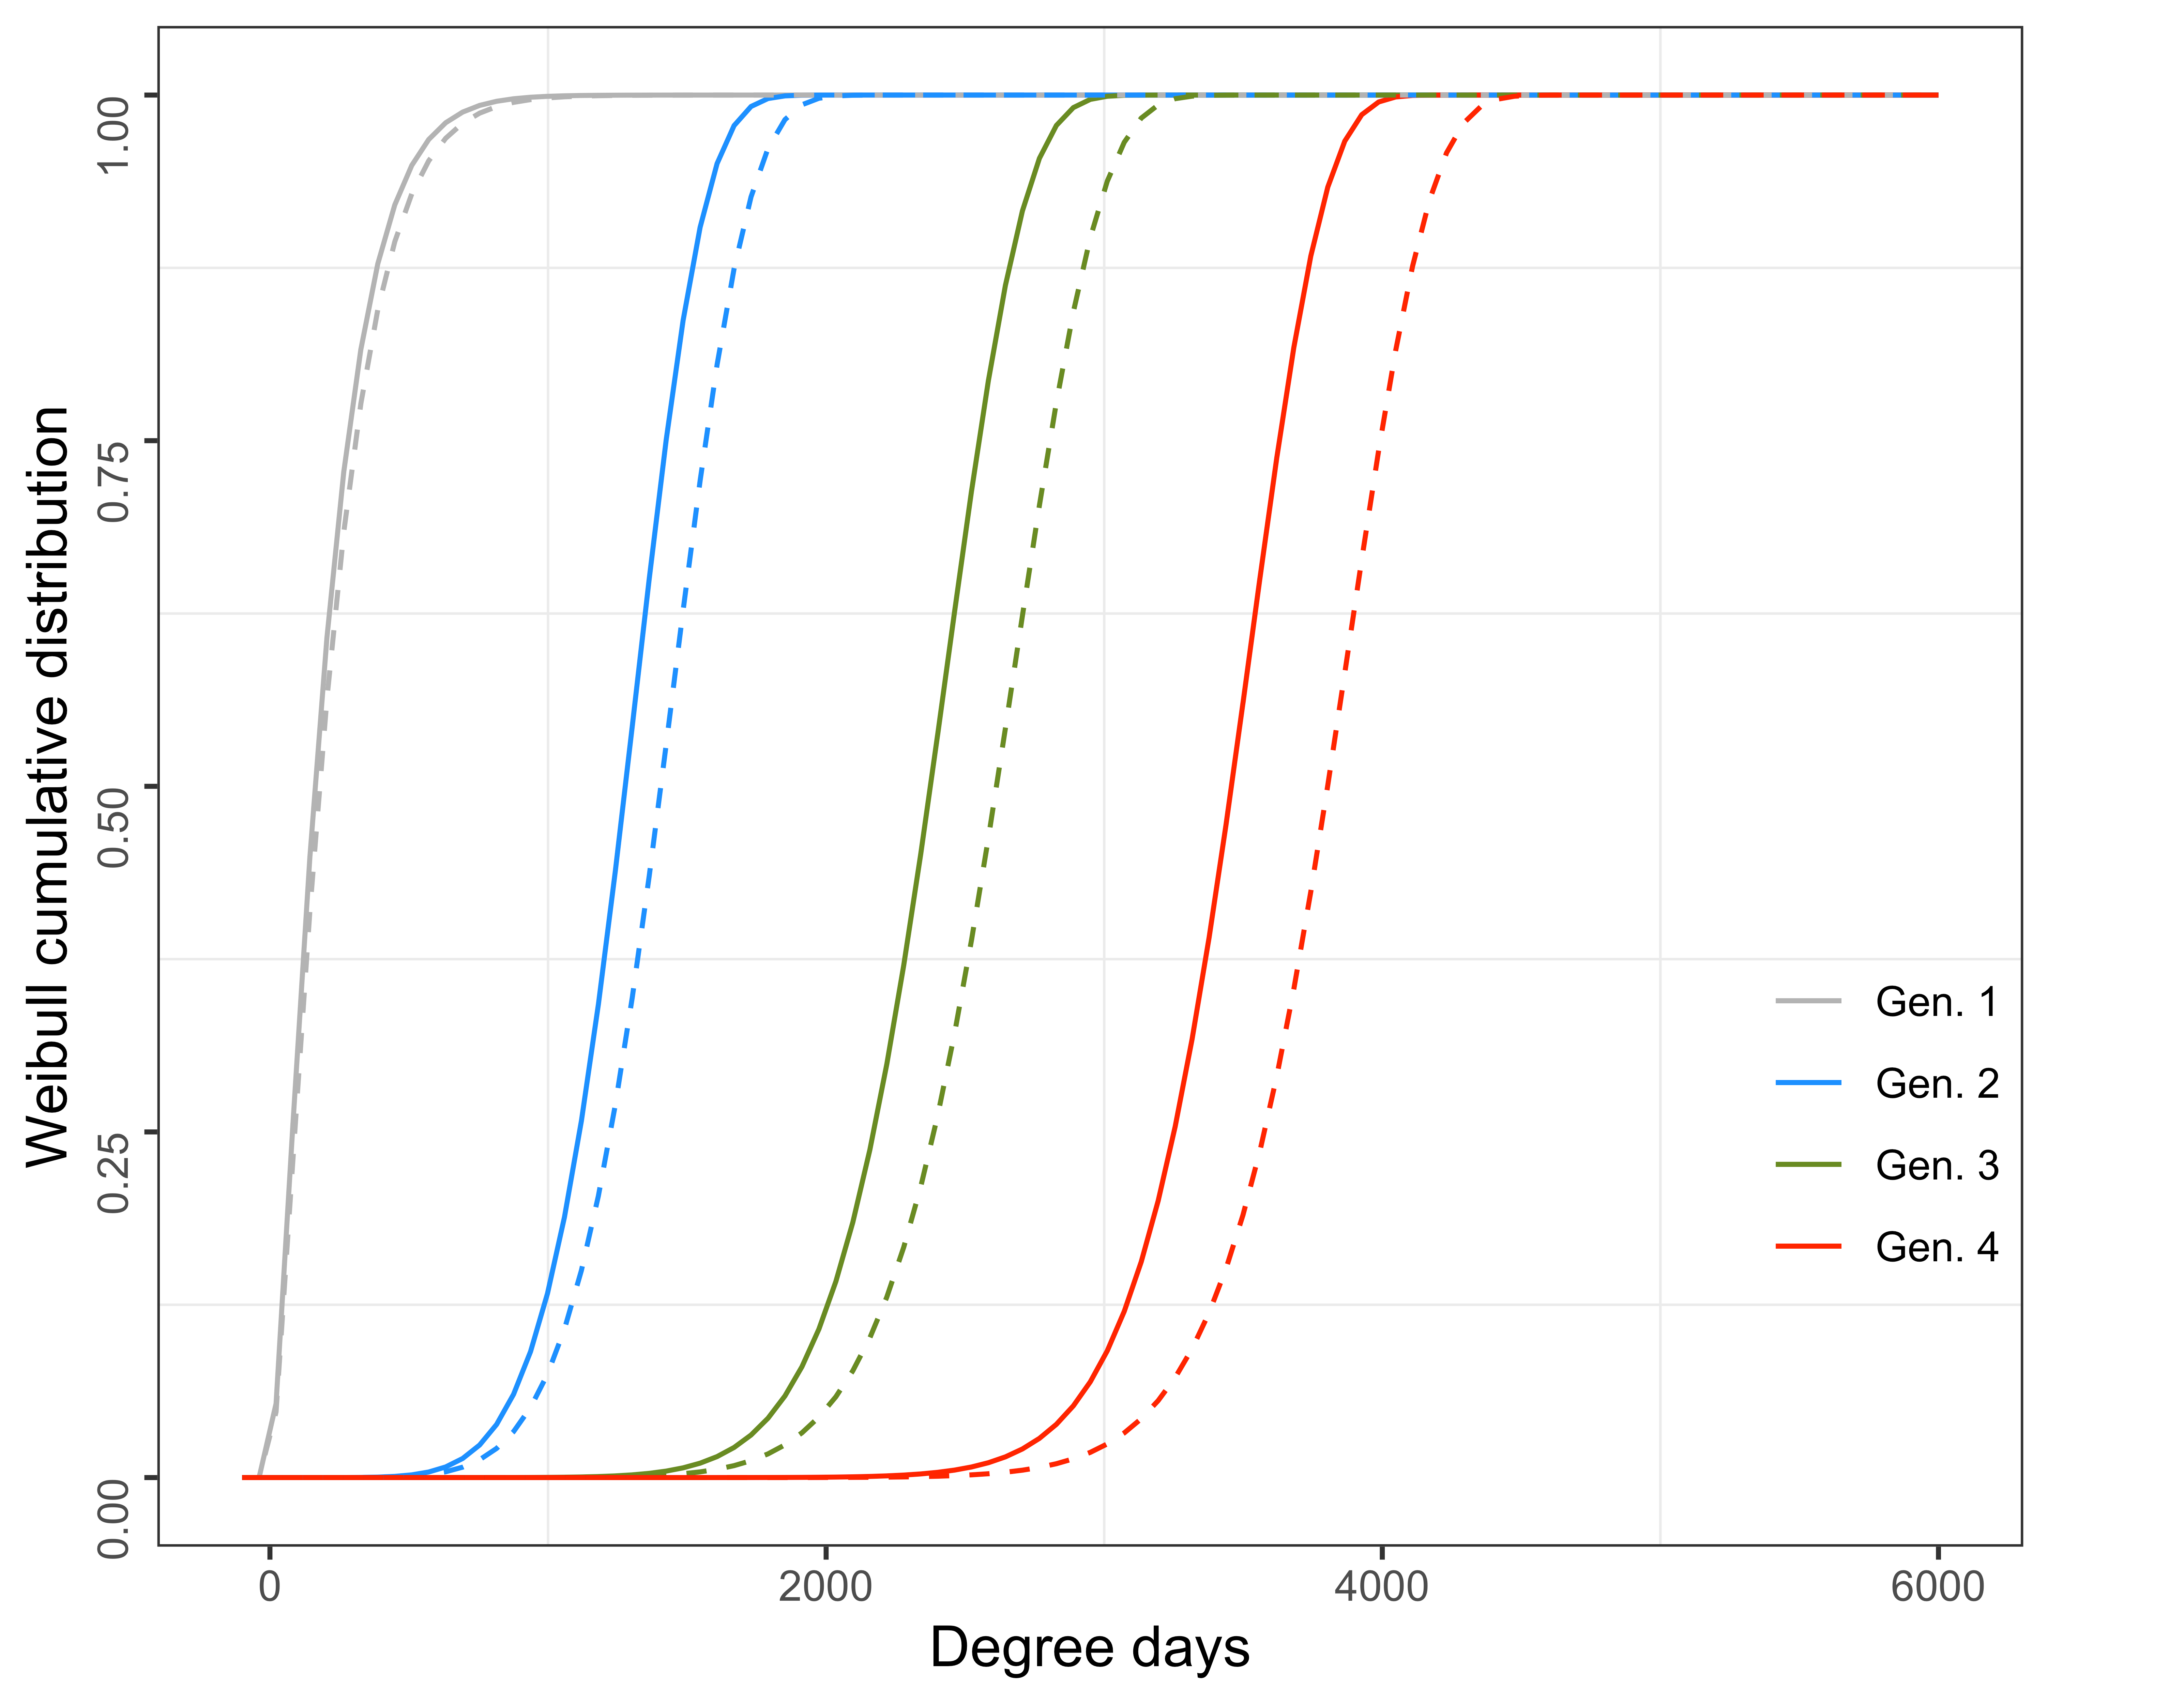 Weibull cumulative distribution
1.00
0.75
0.50
0.25
0.00
Gen. 1
Gen. 2
Gen. 3
Gen. 4
0 2000 4000 6000
Degree days